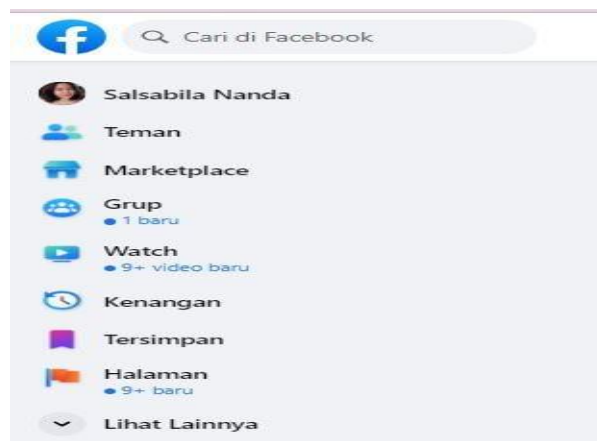 Cari di Facebook
Salsabila Nanda
Teman
Marketplace
Grup
1 baru
Watch
9+ video baru
Kenangan
Tersimpan
Halaman
9+ baru
Lihat Lainnya